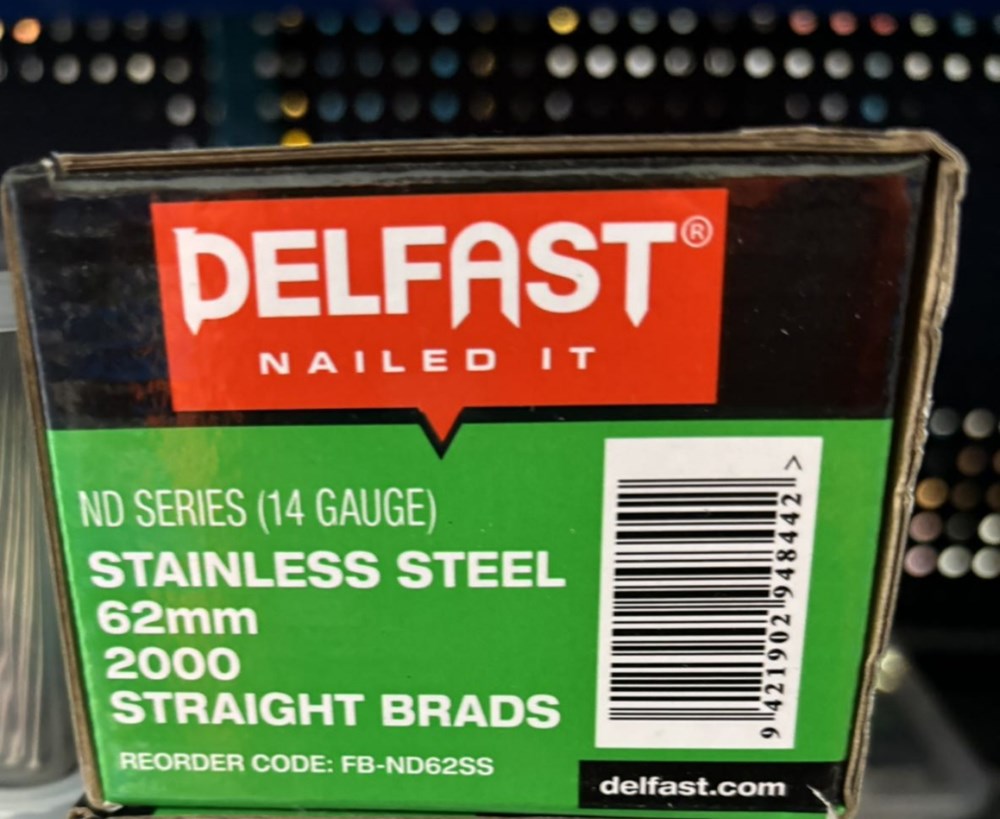 DELFAST®
NAILED IT
ND SERIES (14 GAUGE)
STAINLESS STEEL
62mm
2000
STRAIGHT BRADS
REORDER CODE: FB-ND62SS
9 421902 948442 >
delfast.com